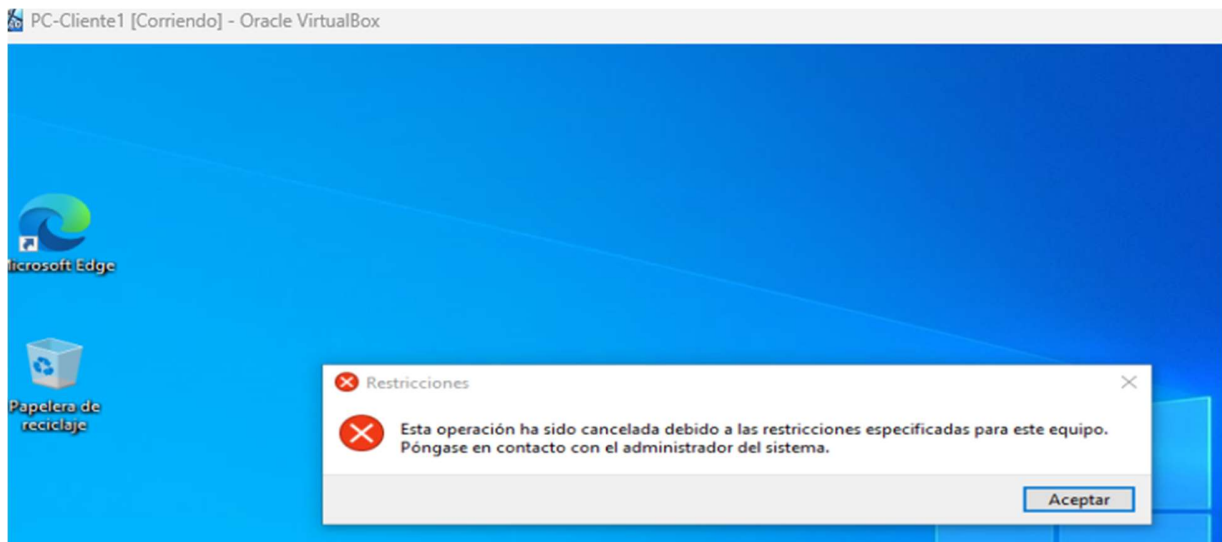 PC-Cliente1 [Corriendo] - Oracle VirtualBox
licrosoft Edge
Papelera de
reciclaje
Restricciones
Esta operación ha sido cancelada debido a las restricciones especificadas para este equipo.
Póngase en contacto con el administrador del sistema.
Aceptar